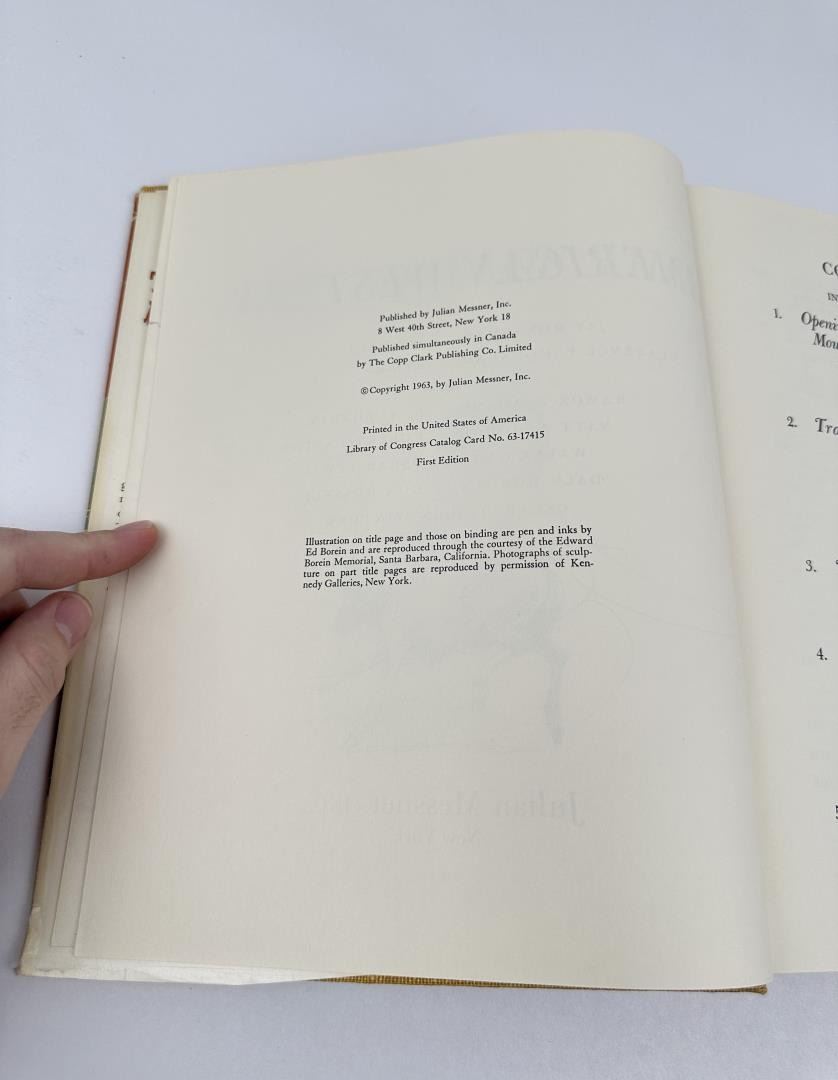 Published by Julian Messner, Inc.
8 West 40th Street, New York 18
Published simultaneously in Canada
by The Copp Clark Publishing Co. Limited
©Copyright 1963, by Julian Messner, Inc.
Printed in the United States of America
Library of Congress Catalog Card No. 63-17415
First Edition
Illustration on title page and those on binding are pen and inks by
Ed Borein and are reproduced through the courtesy of the Edward
Borein Memorial, Santa Barbara, California. Photographs of sculp-
ture on part title pages are reproduced by permission of Ken-
nedy Galleries, New York.
1.
2.
3.
4.